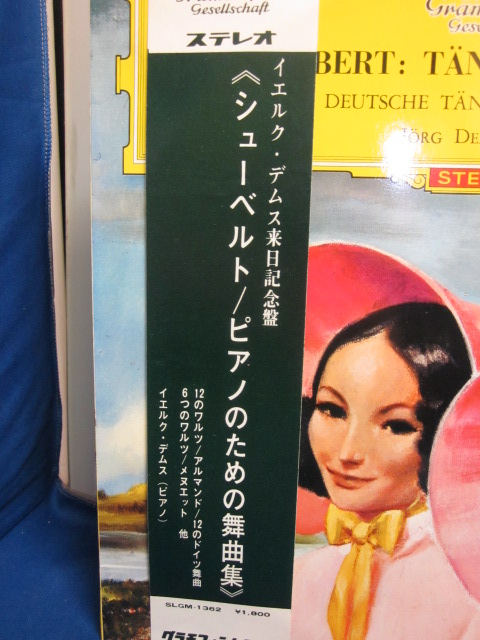 Gesellschaft
ステレオ
イエルク・デムス来日記念盤
《シューベルト/ピアノのための舞曲集》
12のワルツ/アルマンド/12のドイツ舞曲
6つのワルツ/メヌエット 他
イエルク・デムス(ピアノ)
SLGM-1362 ¥1,800
BERT: TÄN
DEUTSCHE TÄN
JÖRG DE
STE